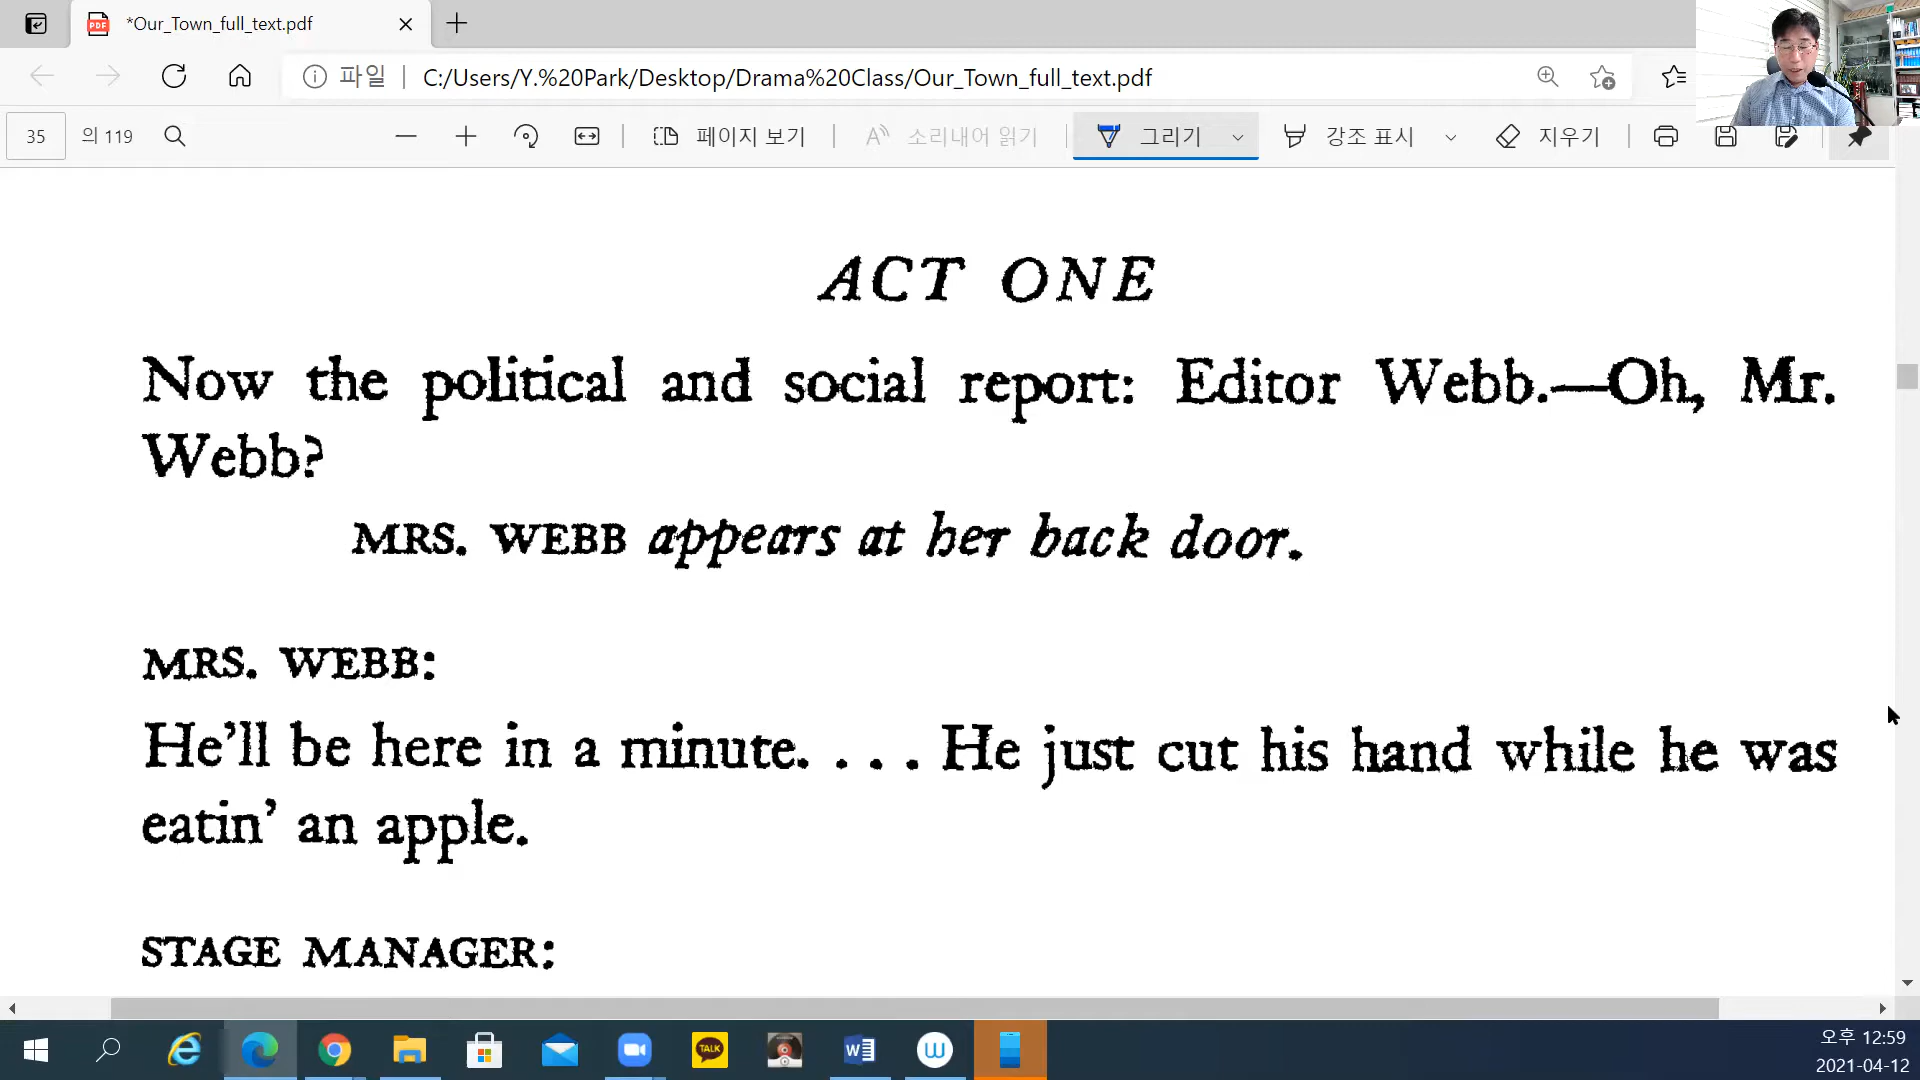 *Our_Town_full_text.pdf
파일 C:/Users/Y.%20Park/Desktop/Drama%20Class/Our_Town_full_text.pdf
35 의 119 페이지 보기 소리내어 읽기 그리기 강조 표시 지우기
ACT ONE
Now the political and social report: Editor Webb.—Oh, Mr.
Webb?
MRS. WEBB appears at her back door.
MRS. WEBB:
He'll be here in a minute. . . . He just cut his hand while he was
eatin' an apple.
STAGE MANAGER:
TALK
오후 12:59
2021-04-12